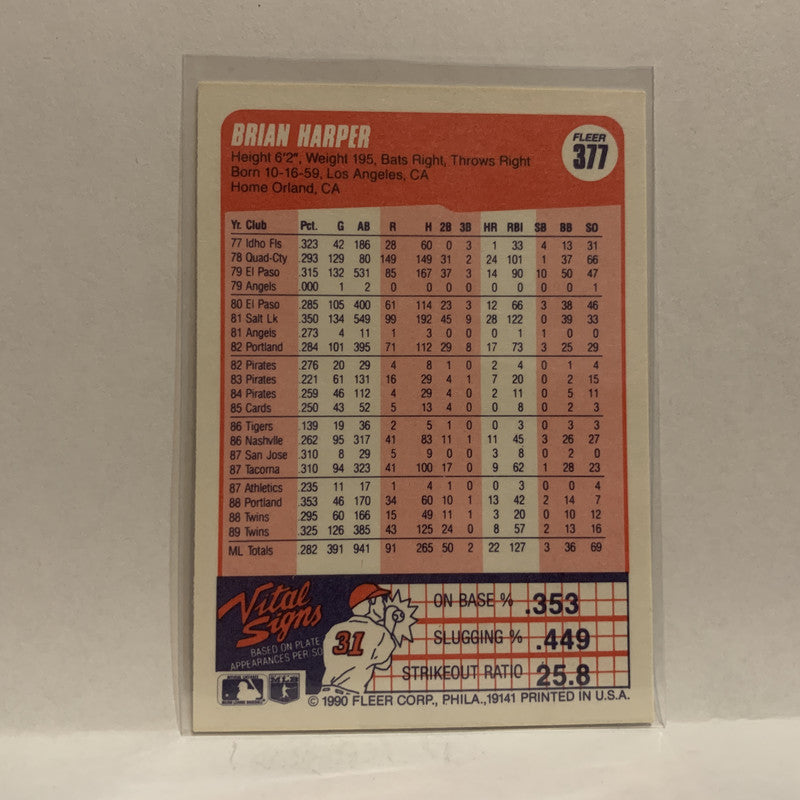 BRIAN HARPER
FLEER
377
Height 6'2", Weight 195, Bats Right, Throws Right
Born 10-16-59, Los Angeles, CA
Home Orland, CA
Yr. Club Pct. G AB R H 2B 3B HR RBI SB BB SO
77 Idho Fls .323 42 186 28 60 0 3 1 33 4 13 31
78 Quad-Cty .293 129 80 149 149 31 2 24 101 1 37 66
79 El Paso .315 132 531 85 167 37 3 14 90 10 50 47
79 Angels .000 1 2 0 0 0 0 0 0 0 0 1
80 El Paso .285 105 400 61 114 23 3 12 66 3 38 46
81 Salt Lk .350 134 549 99 192 45 9 28 122 0 39 33
81 Angels .273 4 11 1 3 0 0 0 1 1 0 0
82 Portland .284 101 395 71 112 29 8 17 73 3 25 29
82 Pirates .276 20 29 4 8 1 0 2 4 0 1 4
83 Pirates .221 61 131 16 29 4 1 7 20 0 2 15
84 Pirates .259 46 112 4 29 4 0 2 11 0 5 11
85 Cards .250 43 52 5 13 4 0 0 8 0 2 3
86 Tigers .139 19 36 2 5 1 0 0 3 0 3 3
86 Nashvlle .262 95 317 41 83 11 1 11 45 3 26 27
87 San Jose .310 8 29 5 9 0 0 3 8 0 2 0
87 Tacoma .310 94 323 41 100 17 0 9 62 1 28 23
87 Athletics .235 11 17 1 4 1 0 0 3 0 0 4
88 Portland .353 46 170 34 60 10 1 13 42 2 14 7
88 Twins .295 60 166 15 49 11 1 3 20 0 10 12
89 Twins .325 126 385 43 125 24 0 8 57 2 13 16
ML Totals .282 391 941 91 265 50 2 22 127 3 36 69
Vital Signs
BASED ON PLATE
APPEARANCES PER SO
31
ON BASE % .353
SLUGGING % .449
STRIKEOUT RATIO 25.8
MLB
© 1990 FLEER CORP., PHILA., 19141 PRINTED IN U.S.A.